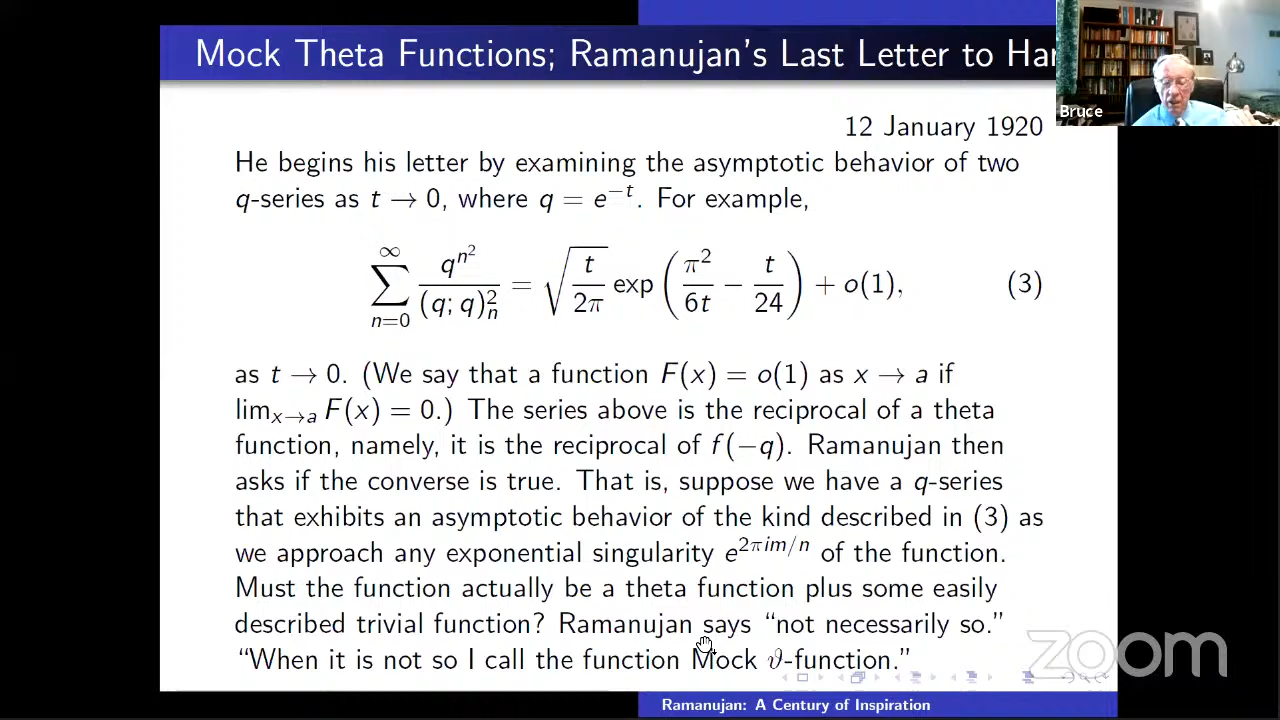 Mock Theta Functions; Ramanujan's Last Letter to Har
Bruce
12 January 1920
He begins his letter by examining the asymptotic behavior of two
q-series as t → 0, where q = e^{−t}. For example,
∑_{n=0}^{∞} q^{n²}/(q; q)_n^2 = √(t/2π) exp(π²/6t − t/24) + o(1), (3)
as t → 0. (We say that a function F(x) = o(1) as x → a if
lim_{x→a} F(x) = 0.) The series above is the reciprocal of a theta
function, namely, it is the reciprocal of f(−q). Ramanujan then
asks if the converse is true. That is, suppose we have a q-series
that exhibits an asymptotic behavior of the kind described in (3) as
we approach any exponential singularity e^{2πim/n} of the function.
Must the function actually be a theta function plus some easily
described trivial function? Ramanujan says “not necessarily so.”
“When it is not so I call the function Mock ϑ-function.”
zoom
Ramanujan: A Century of Inspiration